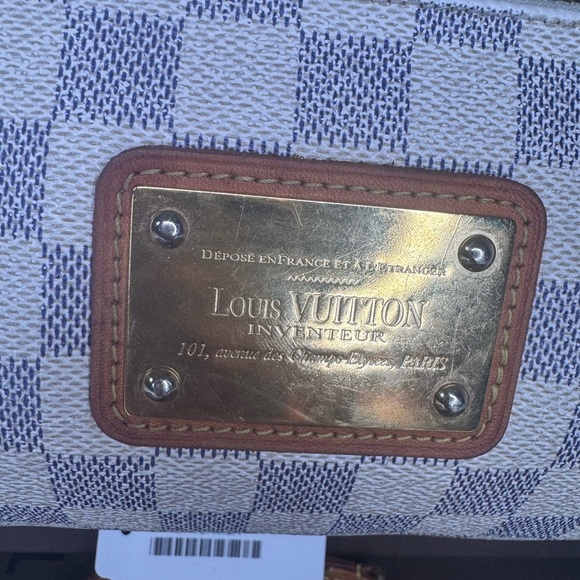 DÉPOSÉ EN FRANCE ET À L'ÉTRANGER
LOUIS VUITTON
INVENTEUR
101, avenue des Champs-Elysées, PARIS